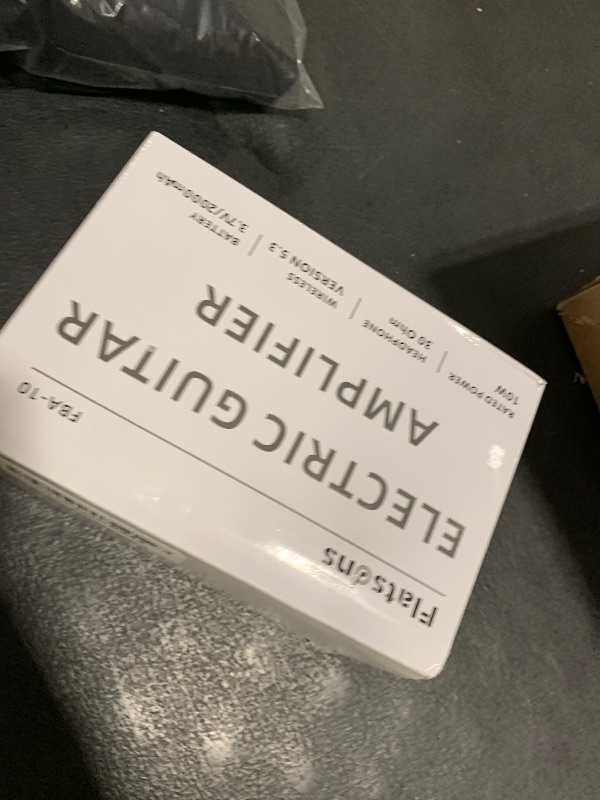 Flatsons
FBA-10
ELECTRIC GUITAR
AMPLIFIER
RATED POWER
10W
HEADPHONE
30 Ohm
WIRELESS
VERSION 5.3
BATTERY
3.7V/2000mAh